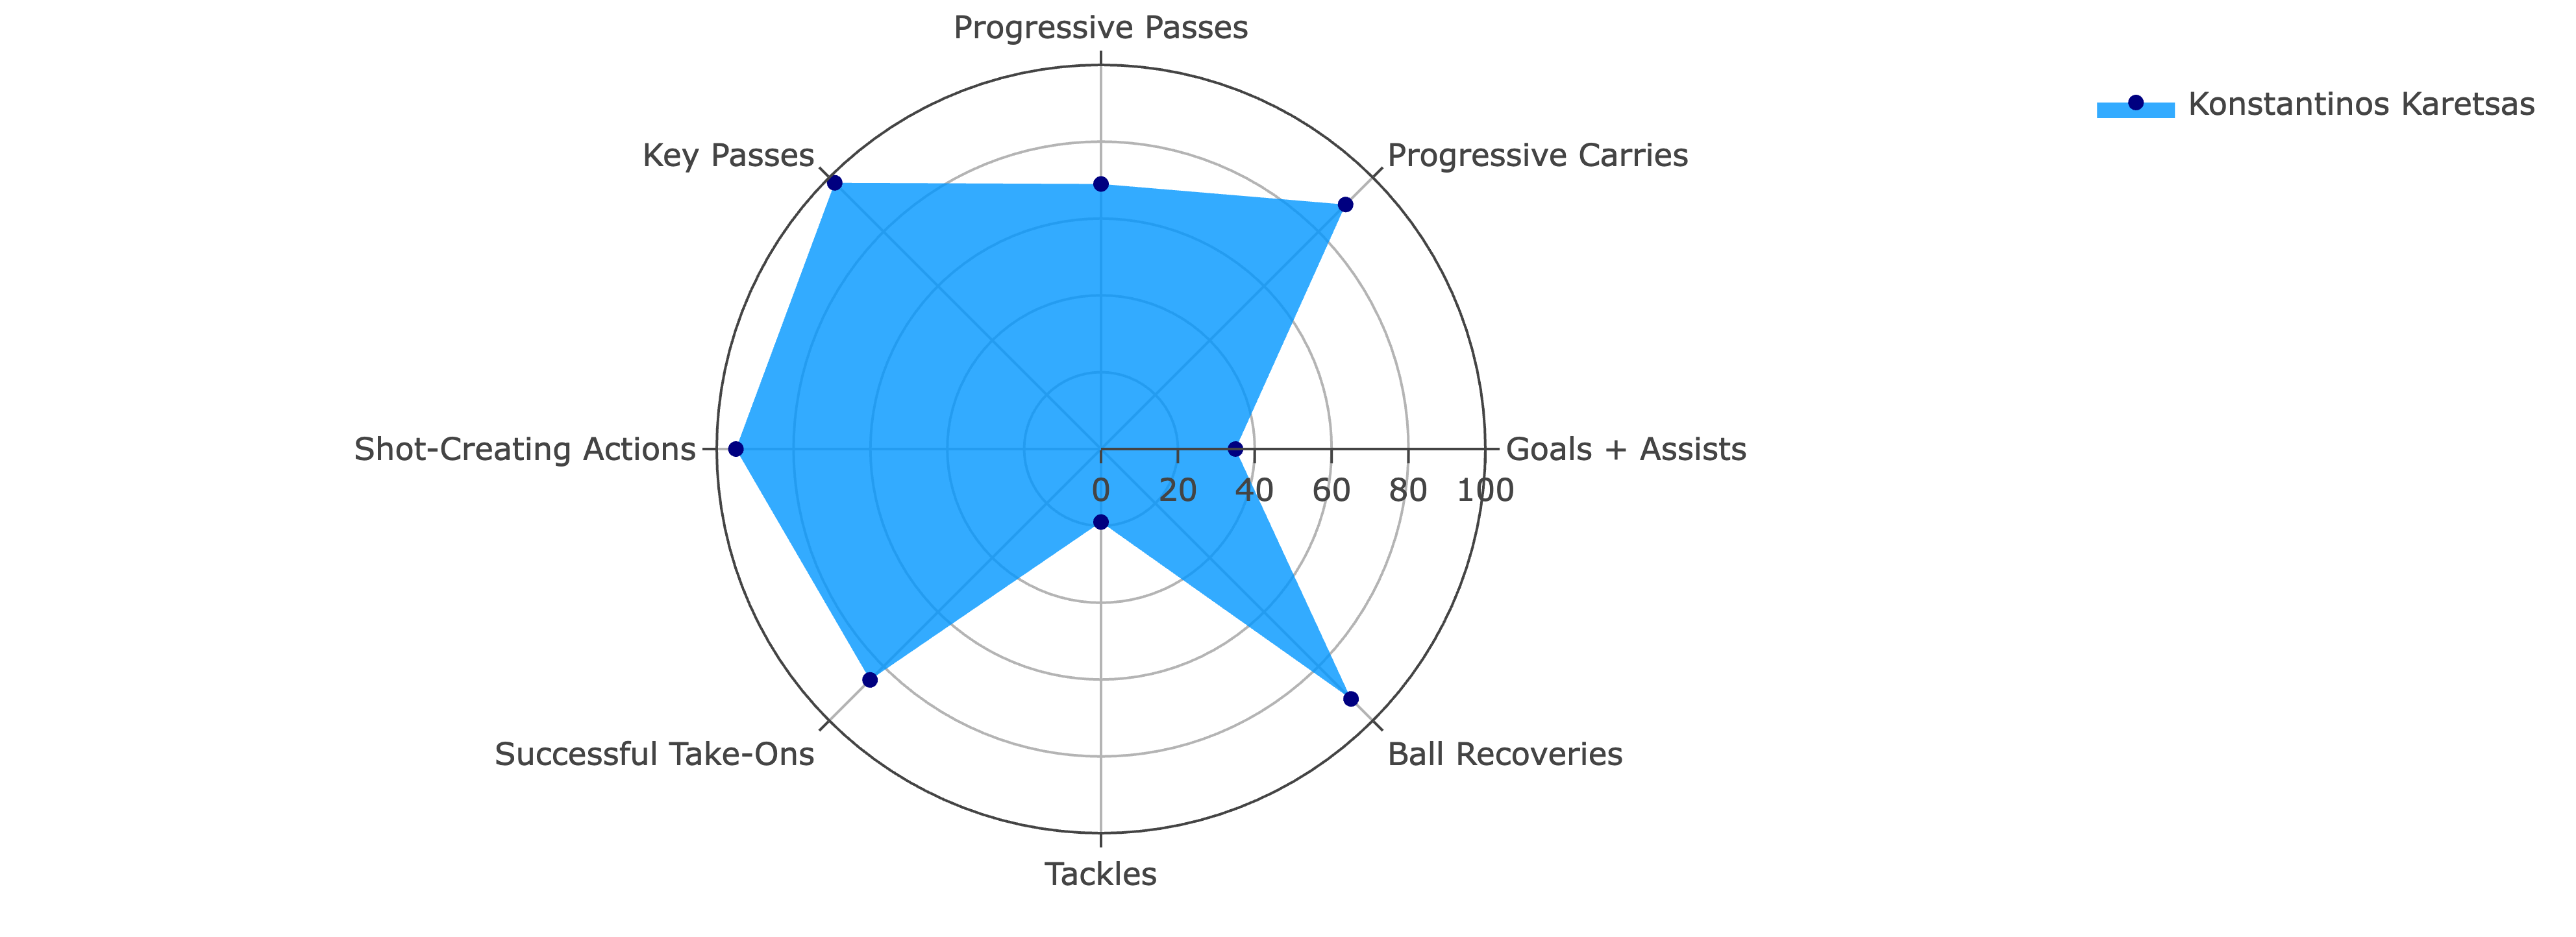 Progressive Passes
Konstantinos Karetsas
Key Passes
Progressive Carries
Shot-Creating Actions
Goals + Assists
0 20 40 60 80 100
Successful Take-Ons
Ball Recoveries
Tackles